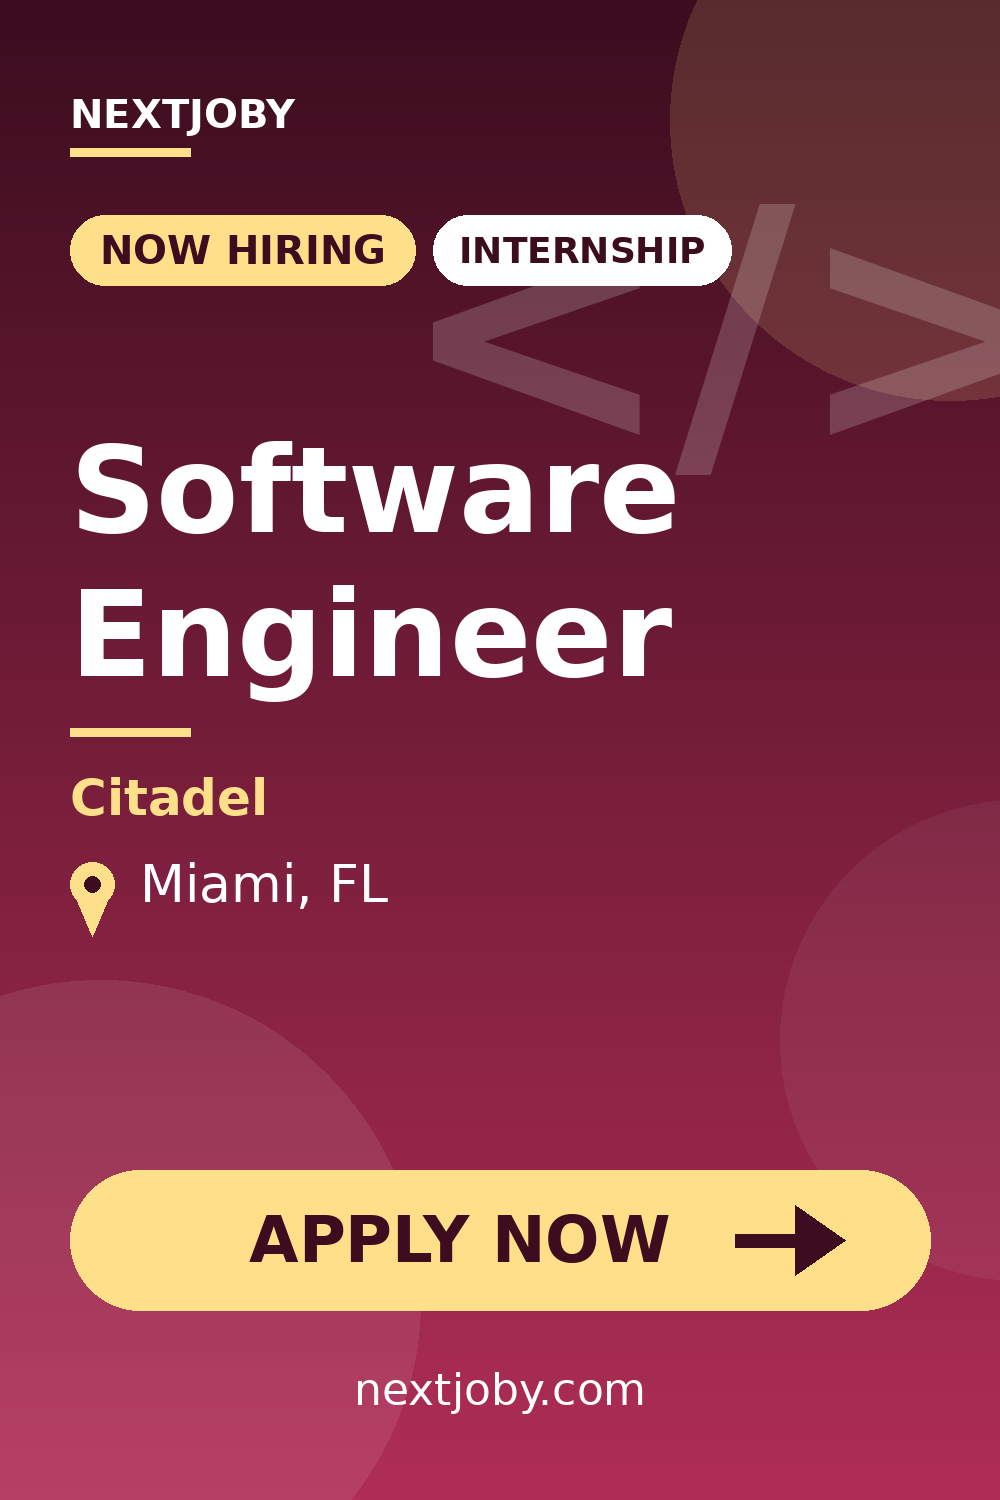 NEXTJOBY
NOW HIRING
INTERNSHIP
</>
Software
Engineer
Citadel
Miami, FL
APPLY NOW
nextjoby.com